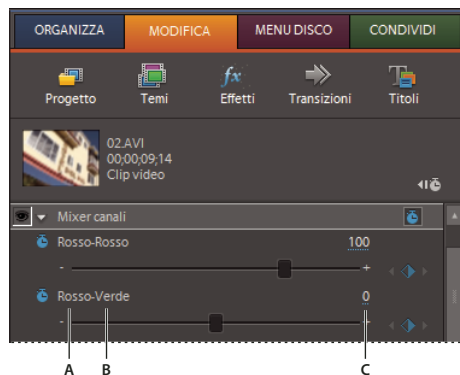 ORGANIZZA MODIFICA MENU DISCO CONDIVIDI
Progetto Temi Effetti Transizioni Titoli
02.AVI
00;00;09;14
Clip video
Mixer canali
Rosso-Rosso 100
- +
Rosso-Verde 0
- +
A B C